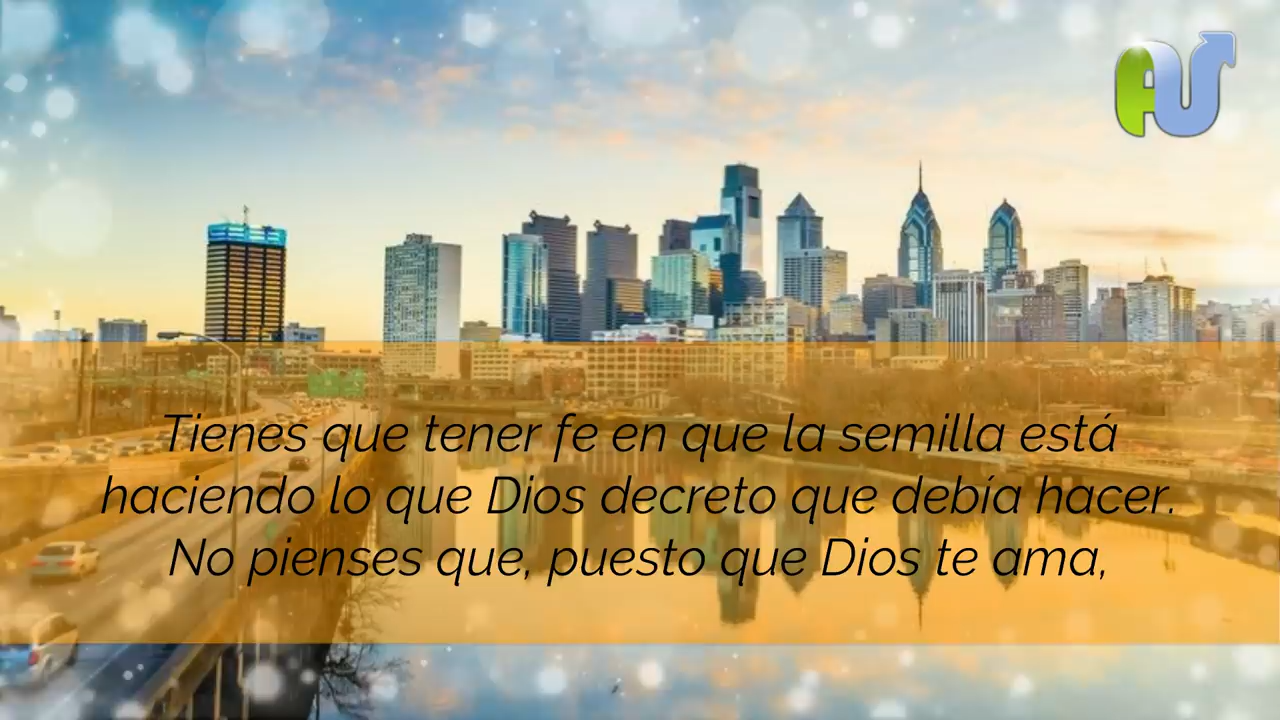 AU
Tienes que tener fe en que la semilla está
haciendo lo que Dios decreto que debía hacer.
No pienses que, puesto que Dios te ama,